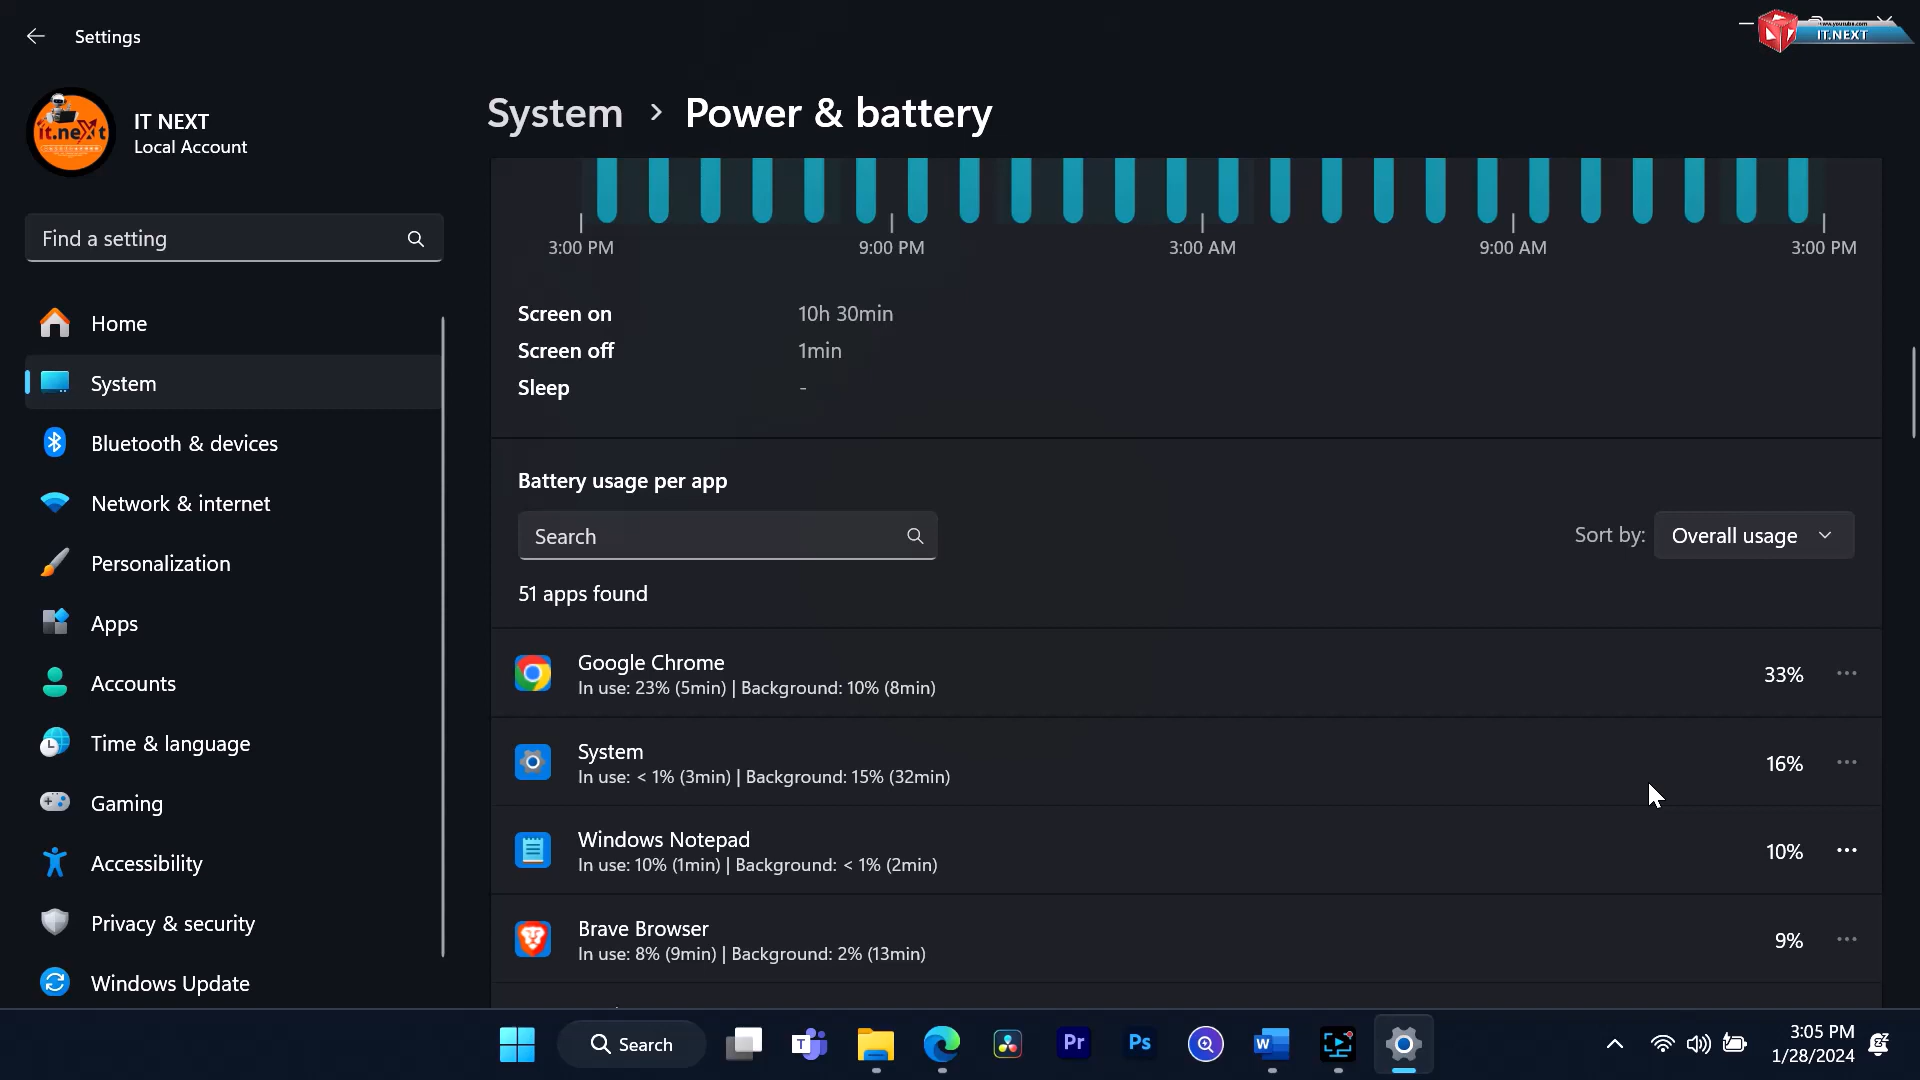 Settings
www.youtube.com
IT.NEXT
it.neXt
IT NEXT
Local Account
Find a setting
Home
System
Bluetooth & devices
Network & internet
Personalization
Apps
Accounts
Time & language
Gaming
Accessibility
Privacy & security
Windows Update
System > Power & battery
3:00 PM 9:00 PM 3:00 AM 9:00 AM 3:00 PM
Screen on 10h 30min
Screen off 1min
Sleep -
Battery usage per app
Search
Sort by: Overall usage
51 apps found
Google Chrome
In use: 23% (5min) | Background: 10% (8min)
33%
System
In use: < 1% (3min) | Background: 15% (32min)
16%
Windows Notepad
In use: 10% (1min) | Background: < 1% (2min)
10%
Brave Browser
In use: 8% (9min) | Background: 2% (13min)
9%
Search
T
Pr
Ps
W
3:05 PM
1/28/2024